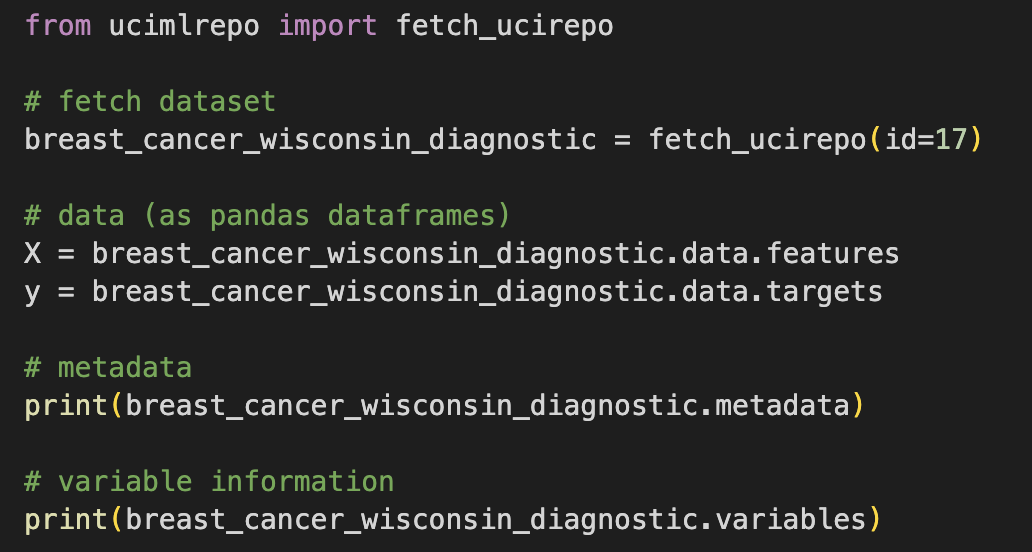 from ucimlrepo import fetch_ucirepo
# fetch dataset
breast_cancer_wisconsin_diagnostic = fetch_ucirepo(id=17)
# data (as pandas dataframes)
X = breast_cancer_wisconsin_diagnostic.data.features
y = breast_cancer_wisconsin_diagnostic.data.targets
# metadata
print(breast_cancer_wisconsin_diagnostic.metadata)
# variable information
print(breast_cancer_wisconsin_diagnostic.variables)